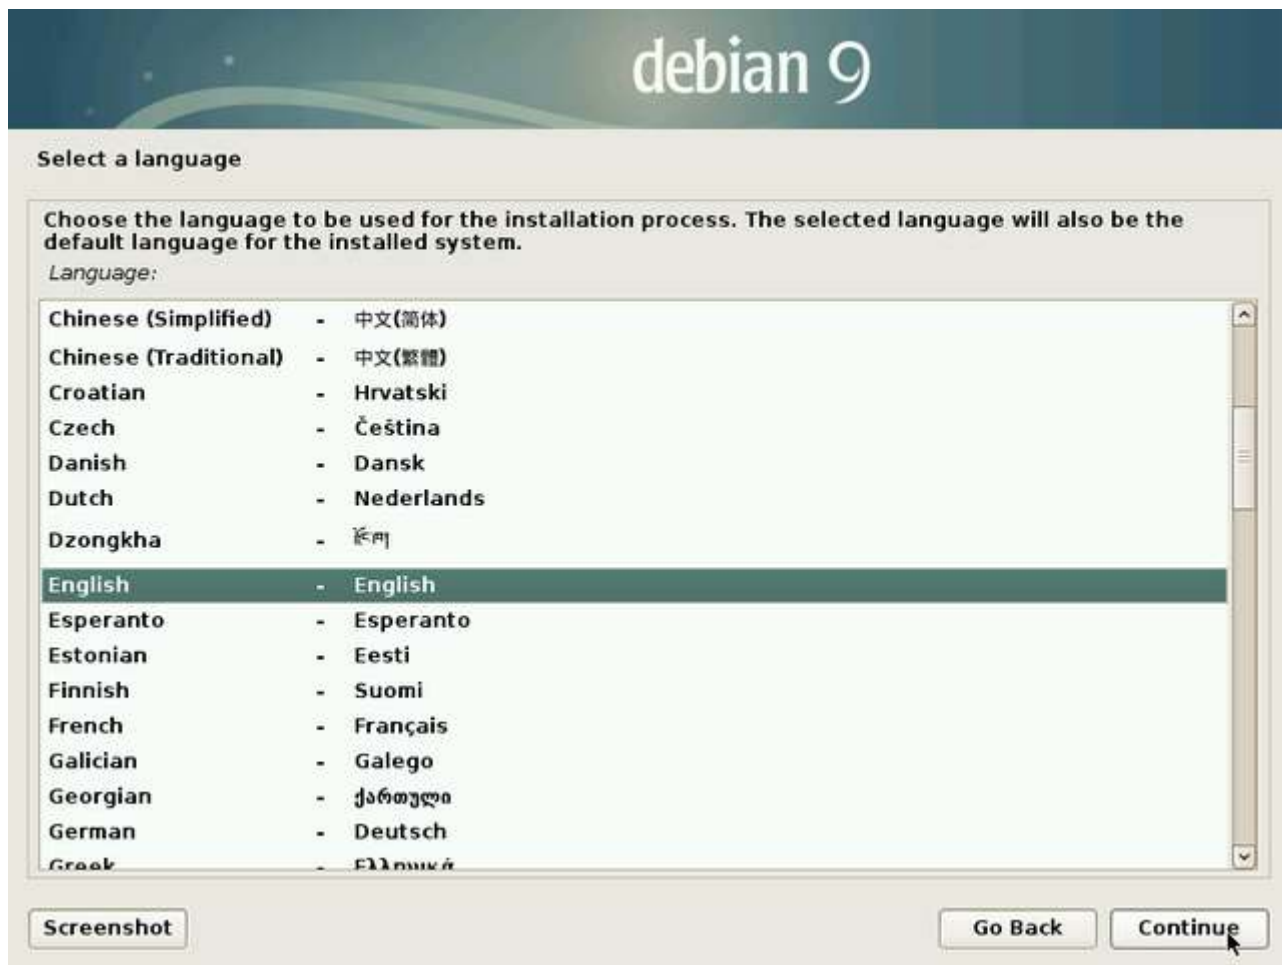 debian 9
Select a language
Choose the language to be used for the installation process. The selected language will also be the
default language for the installed system.
Language:
Chinese (Simplified) - 中文(简体)
Chinese (Traditional) - 中文(繁體)
Croatian - Hrvatski
Czech - Čeština
Danish - Dansk
Dutch - Nederlands
Dzongkha - རྫོང་ཁ།
English - English
Esperanto - Esperanto
Estonian - Eesti
Finnish - Suomi
French - Français
Galician - Galego
Georgian - ქართული
German - Deutsch
Greek - Ελληνικά
Screenshot Go Back Continue